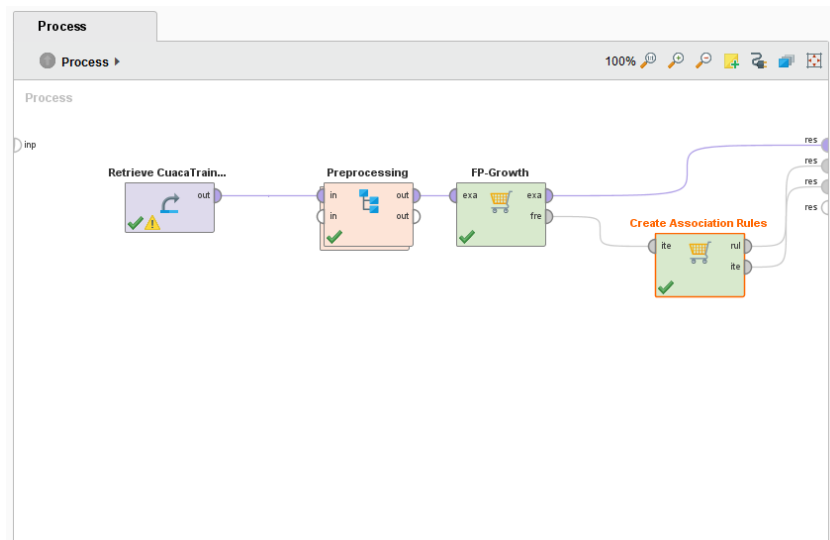 Process
Process
100%
Process
inp
res
res
res
res
Retrieve CuacaTrain...
out
Preprocessing
in
out
in
out
FP-Growth
exa
exa
fre
Create Association Rules
ite
rul
ite